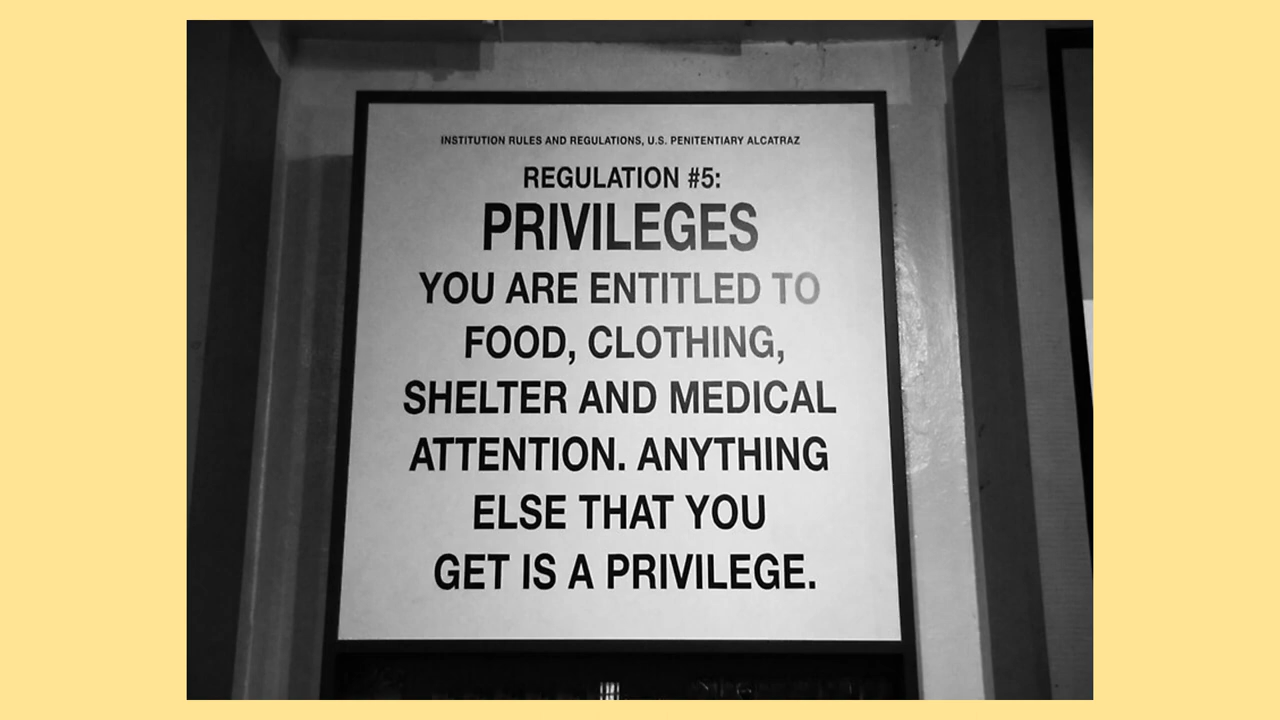 INSTITUTION RULES AND REGULATIONS, U.S. PENITENTIARY ALCATRAZ
REGULATION #5:
PRIVILEGES
YOU ARE ENTITLED TO
FOOD, CLOTHING,
SHELTER AND MEDICAL
ATTENTION. ANYTHING
ELSE THAT YOU
GET IS A PRIVILEGE.